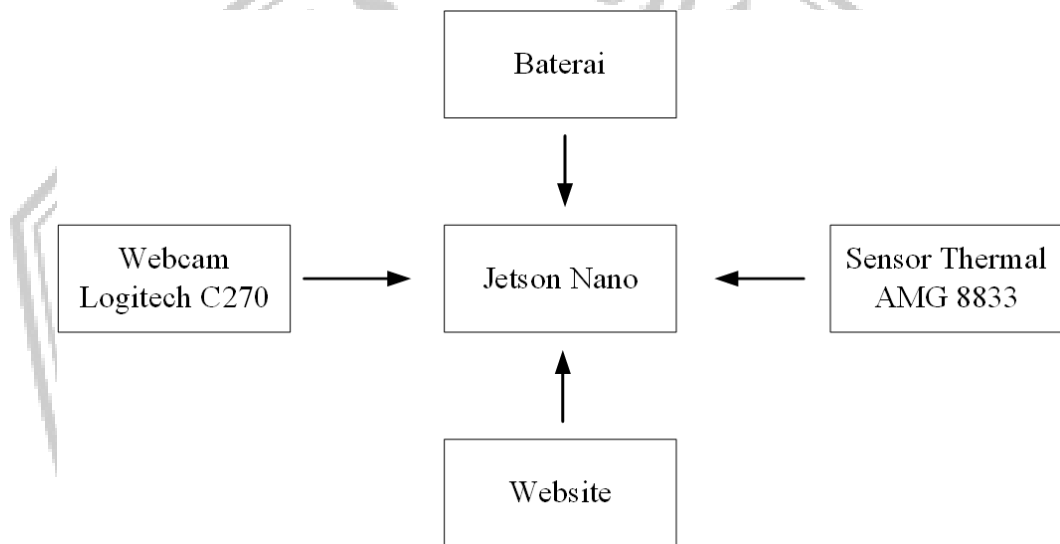 Baterai
Webcam
Logitech C270
Jetson Nano
Sensor Thermal
AMG 8833
Website